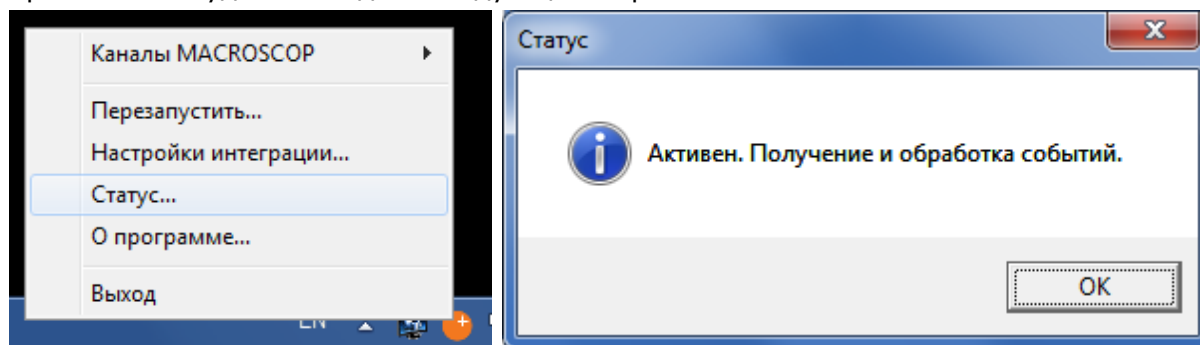 Каналы MACROSCOP
Перезапустить...
Настройки интеграции...
Статус...
О программе...
Выход
EN
Статус
Активен. Получение и обработка событий.
OK